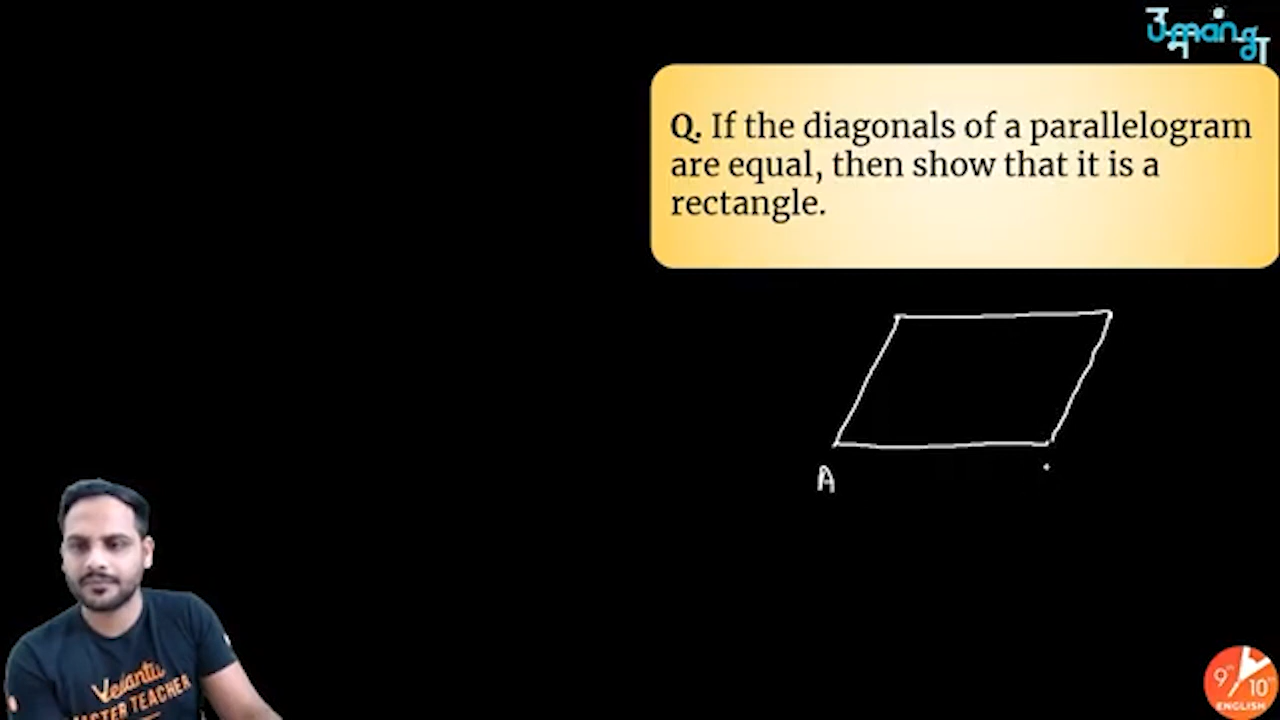 उmaंg
Q. If the diagonals of a parallelogram
are equal, then show that it is a
rectangle.
A
Vedantu
MASTER TEACHER
9th
10th
ENGLISH